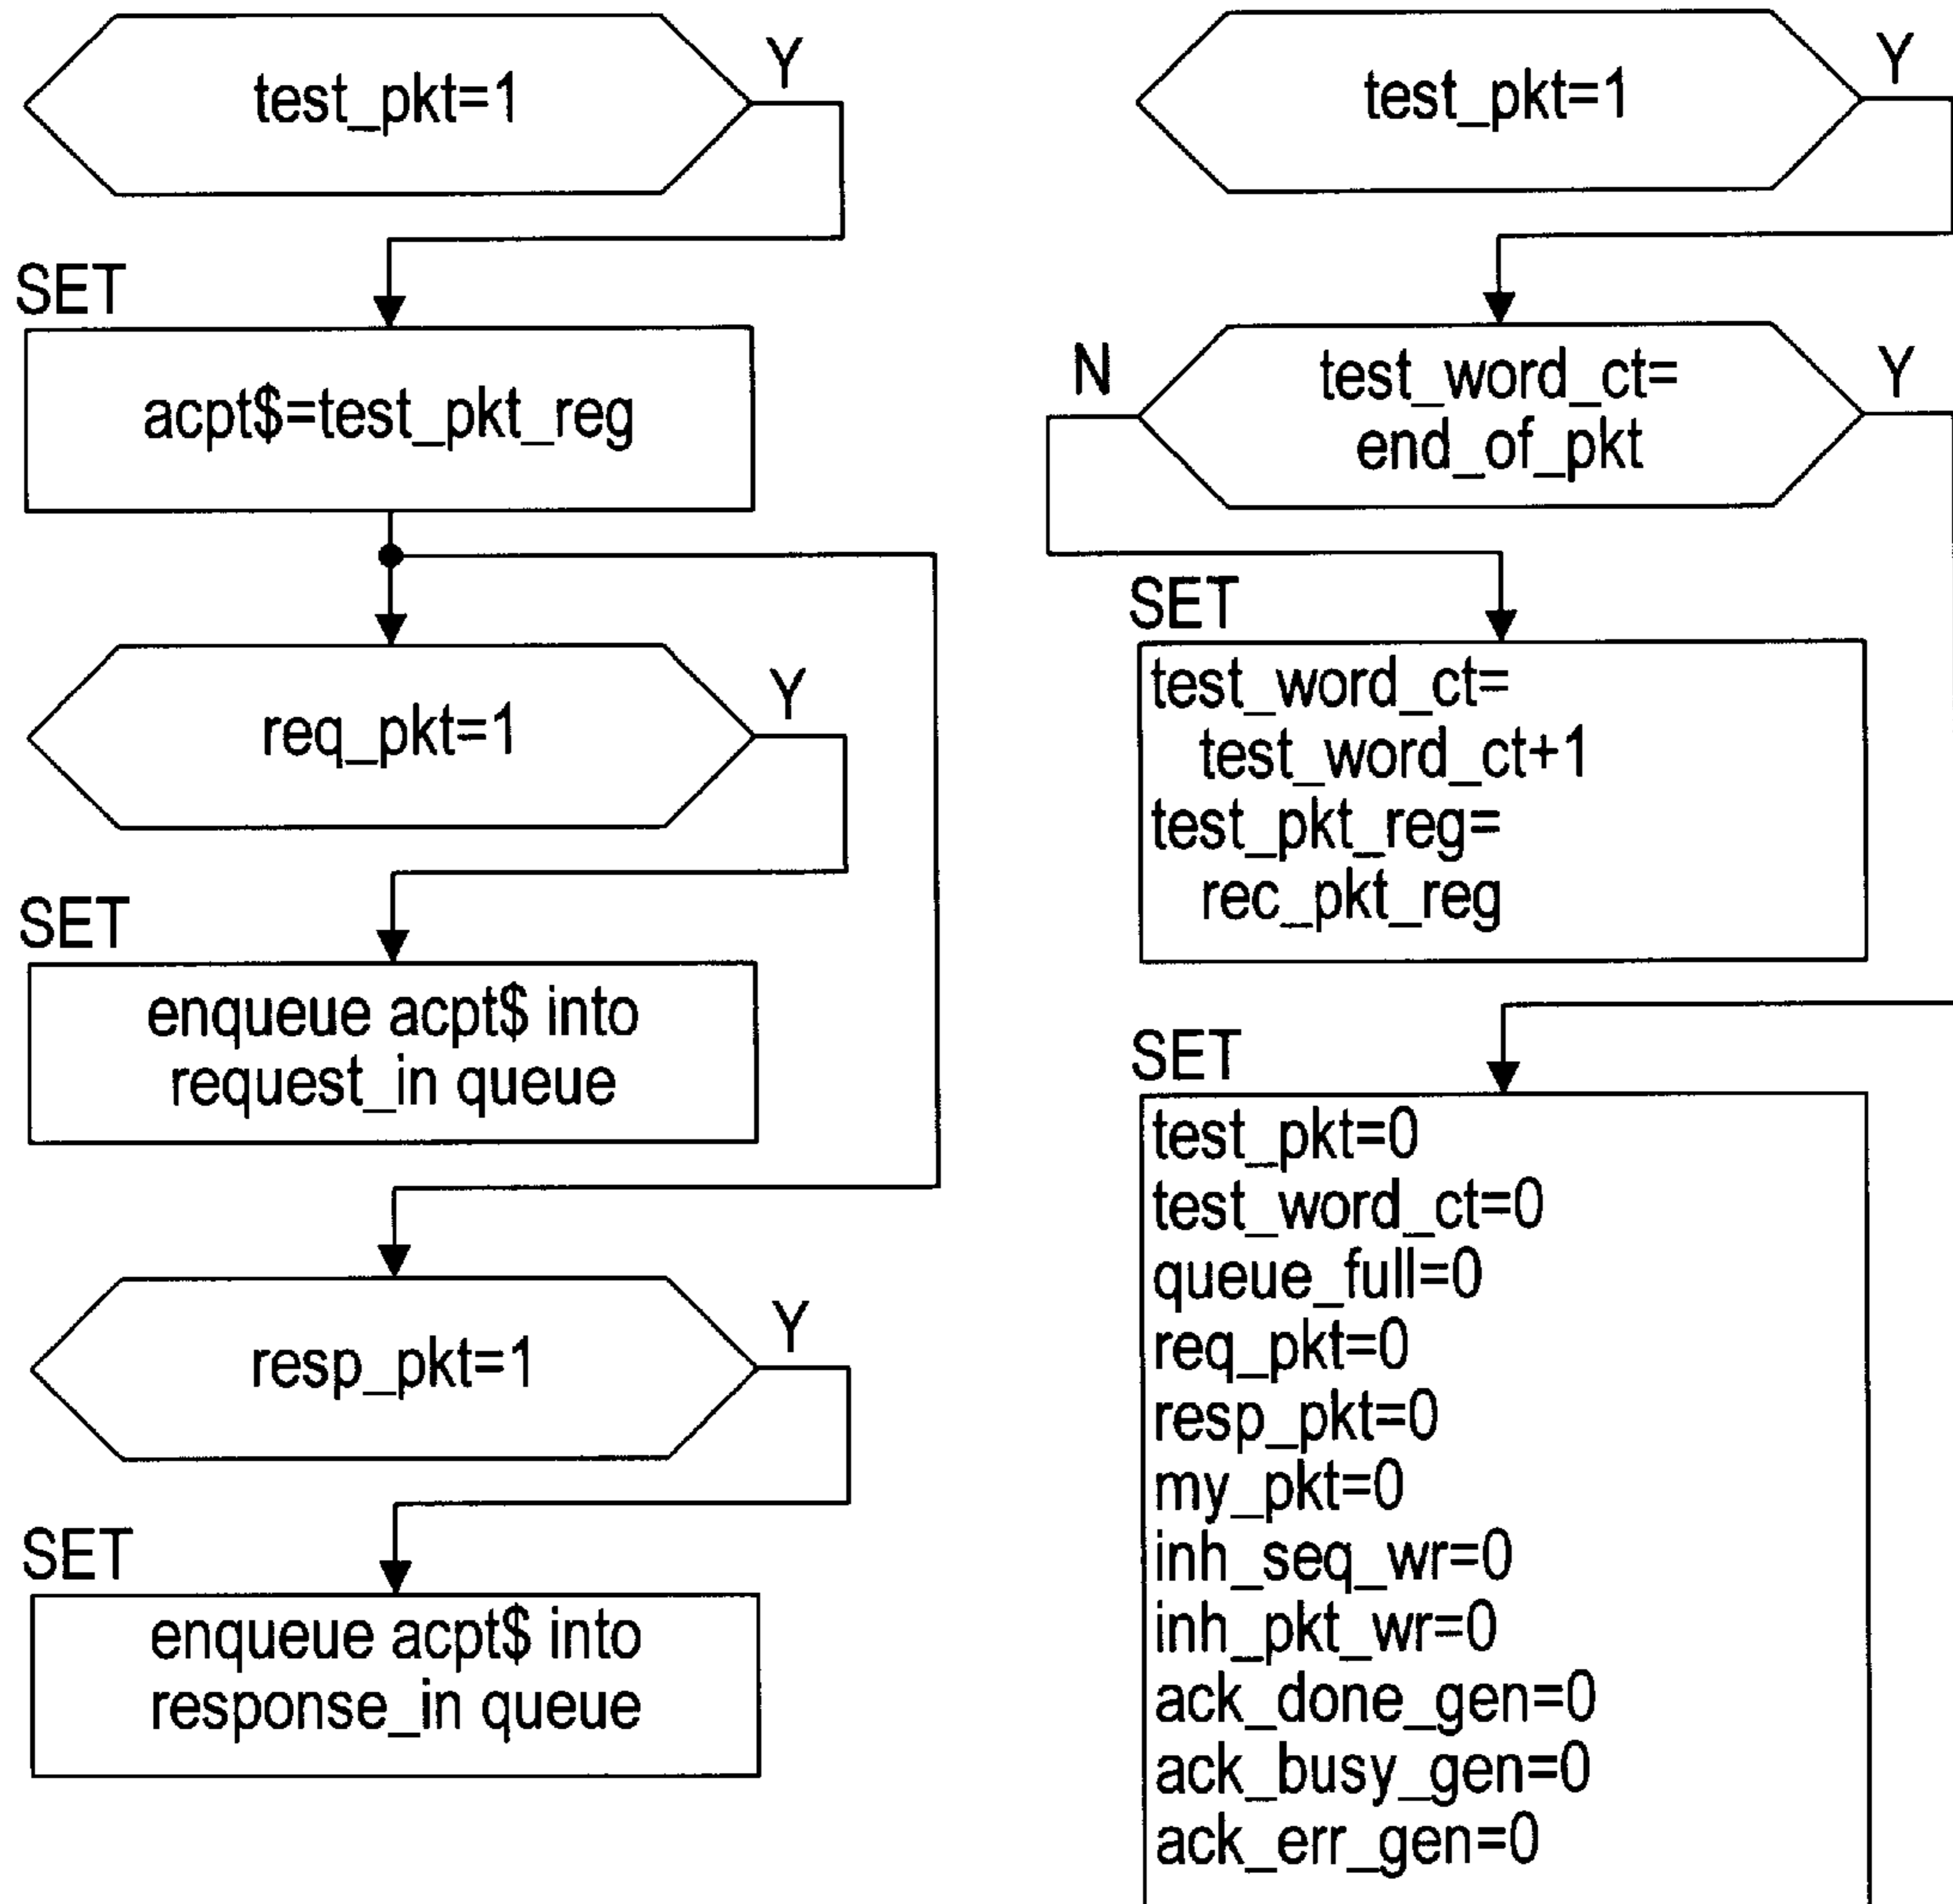 test_pkt=1
Y
SET
acpt$=test_pkt_reg
req_pkt=1
Y
SET
enqueue acpt$ into
request_in queue
resp_pkt=1
Y
SET
enqueue acpt$ into
response_in queue
test_pkt=1
Y
N
test_word_ct=
end_of_pkt
Y
SET
test_word_ct=
test_word_ct+1
test_pkt_reg=
rec_pkt_reg
SET
test_pkt=0
test_word_ct=0
queue_full=0
req_pkt=0
resp_pkt=0
my_pkt=0
inh_seq_wr=0
inh_pkt_wr=0
ack_done_gen=0
ack_busy_gen=0
ack_err_gen=0